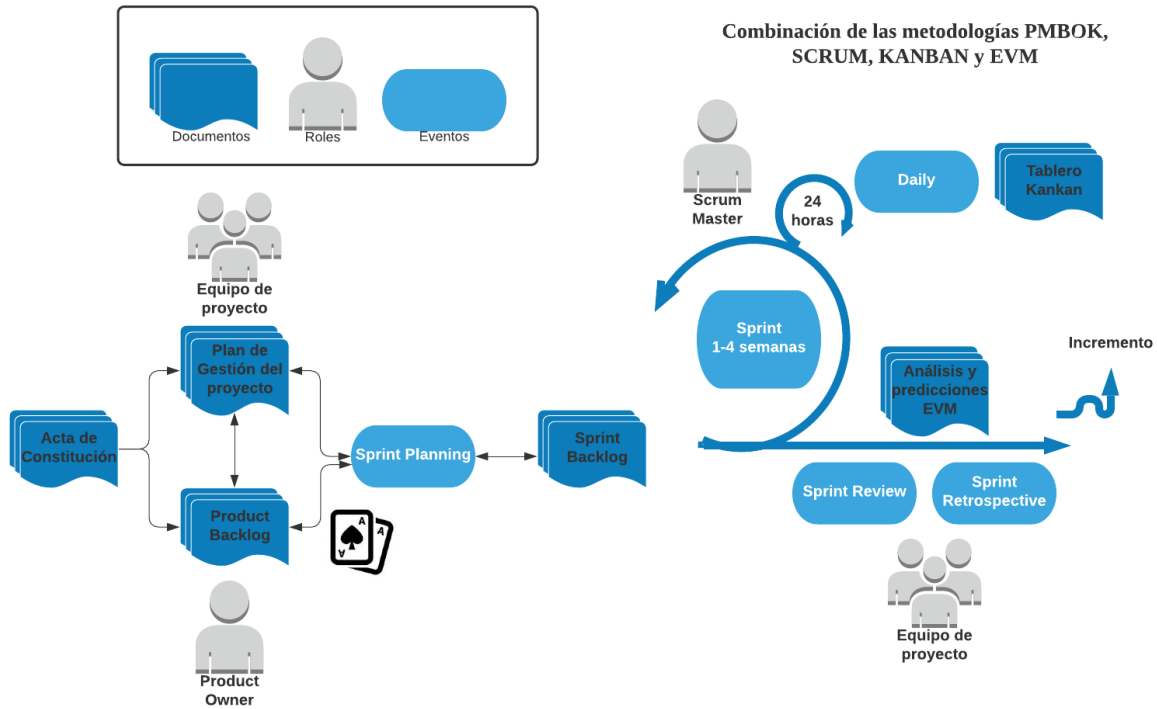 Combinación de las metodologías PMBOK,
SCRUM, KANBAN y EVM
Documentos
Roles
Eventos
Equipo de
proyecto
Plan de
Gestión del
proyecto
Acta de
Constitución
Product
Backlog
Product
Owner
Sprint Planning
A
A
A
Sprint
Backlog
Scrum
Master
24
horas
Daily
Tablero
Kankan
Sprint
1-4 semanas
Análisis y
predicciones
EVM
Incremento
Sprint Review
Sprint
Retrospective
Equipo de
proyecto